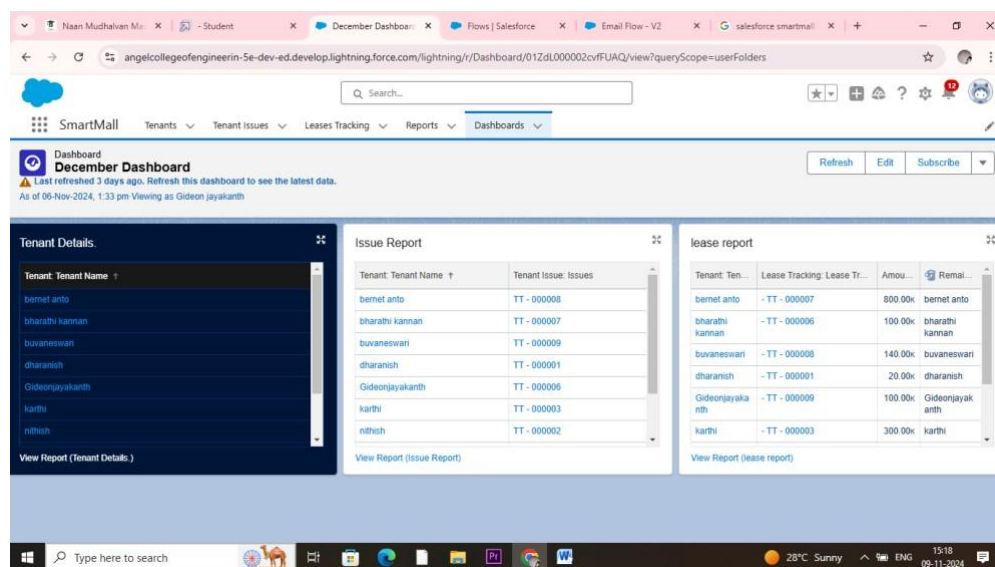 Naan Mudhalvan Ma
- Student
December Dashboar
Flows | Salesforce
Email Flow - V2
salesforce smartmall
angelcollegeofengineerin-5e-dev-ed.develop.lightning.force.com/lightning/r/Dashboard/01ZdL000002cvfFUAQ/view?queryScope=userFolders
Search...
12
SmartMall Tenants Tenant Issues Leases Tracking Reports Dashboards
Dashboard
December Dashboard
Last refreshed 3 days ago. Refresh this dashboard to see the latest data.
As of 06-Nov-2024, 1:33 pm Viewing as Gideon jayakanth
Refresh Edit Subscribe
Tenant Details.
Tenant: Tenant Name ↑
bernet anto
bharathi kannan
buvaneswari
dharanish
Gideonjayakanth
karthi
nithish
View Report (Tenant Details.)
Issue Report
Tenant: Tenant Name ↑ Tenant Issue: Issues
bernet anto TT - 000008
bharathi kannan TT - 000007
buvaneswari TT - 000009
dharanish TT - 000001
Gideonjayakanth TT - 000006
karthi TT - 000003
nithish TT - 000002
View Report (Issue Report)
lease report
Tenant: Ten... Lease Tracking: Lease Tr... Amou... Remai...
bernet anto - TT - 000007 800.00K bernet anto
bharathi - TT - 000006 100.00K bharathi
kannan kannan
buvaneswari - TT - 000008 140.00K buvaneswari
dharanish - TT - 000001 20.00K dharanish
Gideonjayaka - TT - 000009 100.00K Gideonjayak
nth anth
karthi - TT - 000003 300.00K karthi
View Report (lease report)
Type here to search
Pr
W
28°C Sunny
ENG
15:18
09-11-2024